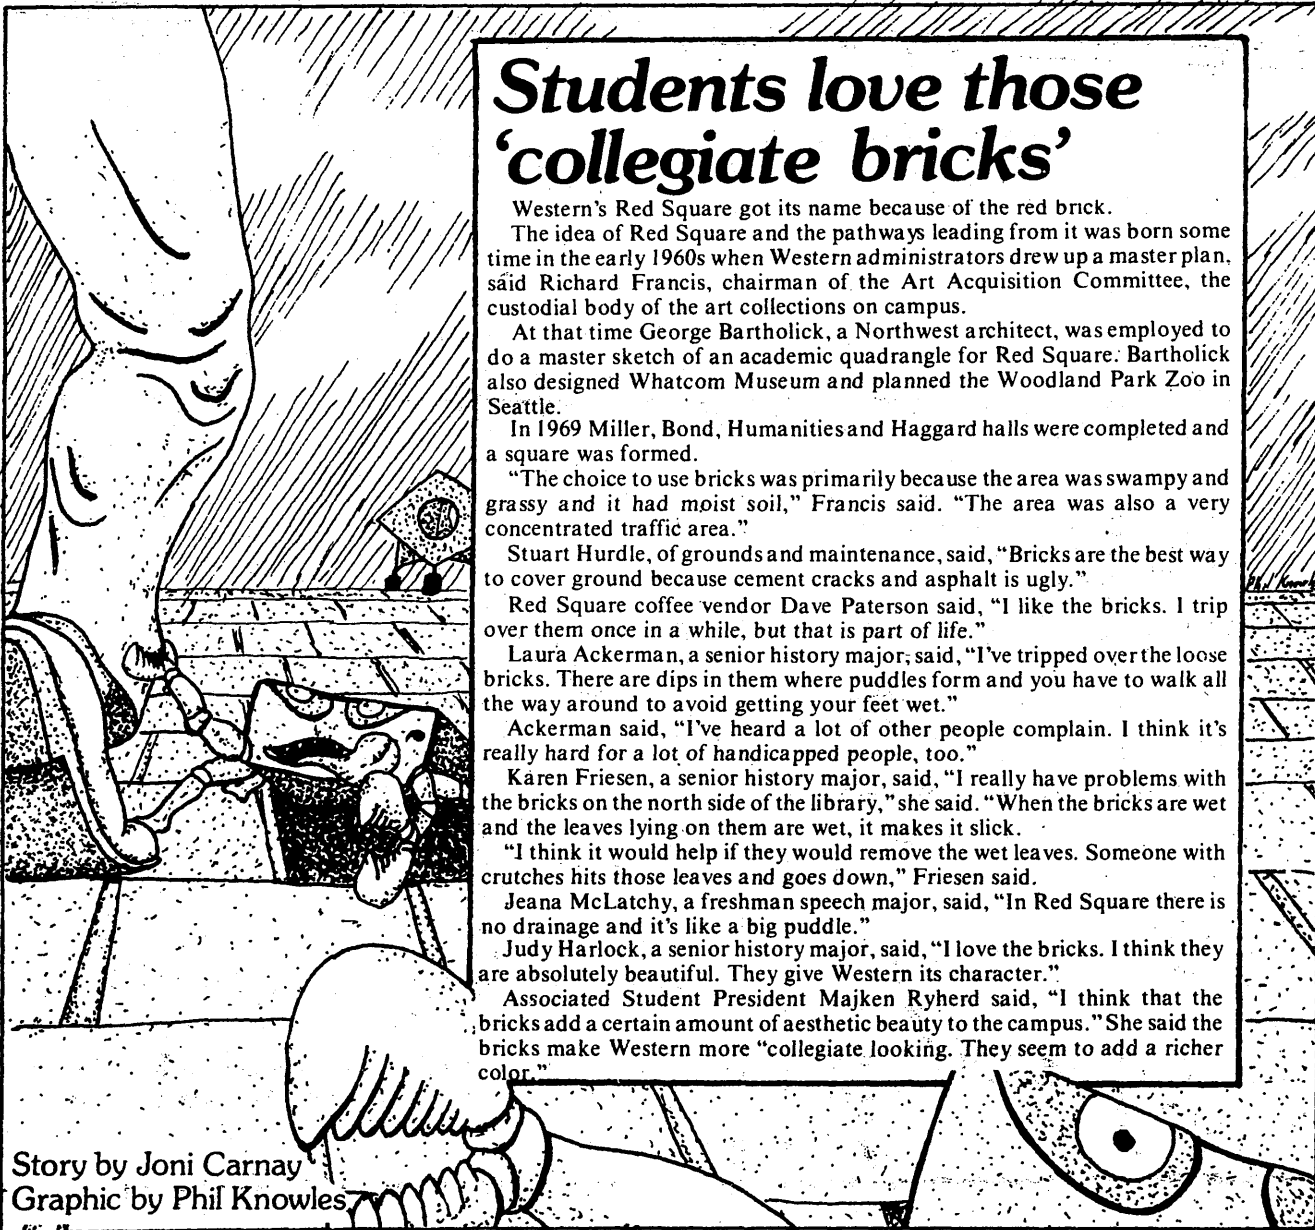 Students love those
‘collegiate bricks’
Western’s Red Square got its name because of the red brick.
The idea of Red Square and the pathways leading from it was born some
time in the early 1960s when Western administrators drew up a master plan,
said Richard Francis, chairman of the Art Acquisition Committee, the
custodial body of the art collections on campus.
At that time George Bartholick, a Northwest architect, was employed to
do a master sketch of an academic quadrangle for Red Square. Bartholick
also designed Whatcom Museum and planned the Woodland Park Zoo in
Seattle.
In 1969 Miller, Bond, Humanities and Haggard halls were completed and
a square was formed.
“The choice to use bricks was primarily because the area was swampy and
grassy and it had moist soil,” Francis said. “The area was also a very
concentrated traffic area.”
Stuart Hurdle, of grounds and maintenance, said, “Bricks are the best way
to cover ground because cement cracks and asphalt is ugly.”
Red Square coffee vendor Dave Paterson said, “I like the bricks. I trip
over them once in a while, but that is part of life.”
Laura Ackerman, a senior history major, said, “I’ve tripped over the loose
bricks. There are dips in them where puddles form and you have to walk all
the way around to avoid getting your feet wet.”
Ackerman said, “I’ve heard a lot of other people complain. I think it’s
really hard for a lot of handicapped people, too.”
Karen Friesen, a senior history major, said, “I really have problems with
the bricks on the north side of the library,” she said. “When the bricks are wet
and the leaves lying on them are wet, it makes it slick.
“I think it would help if they would remove the wet leaves. Someone with
crutches hits those leaves and goes down,” Friesen said.
Jeana McLatchy, a freshman speech major, said, “In Red Square there is
no drainage and it’s like a big puddle.”
Judy Harlock, a senior history major, said, “I love the bricks. I think they
are absolutely beautiful. They give Western its character.”
Associated Student President Majken Ryherd said, “I think that the
bricks add a certain amount of aesthetic beauty to the campus.” She said the
bricks make Western more “collegiate looking. They seem to add a richer
color.”
Phil
Story by Joni Carnay
Graphic by Phil Knowles